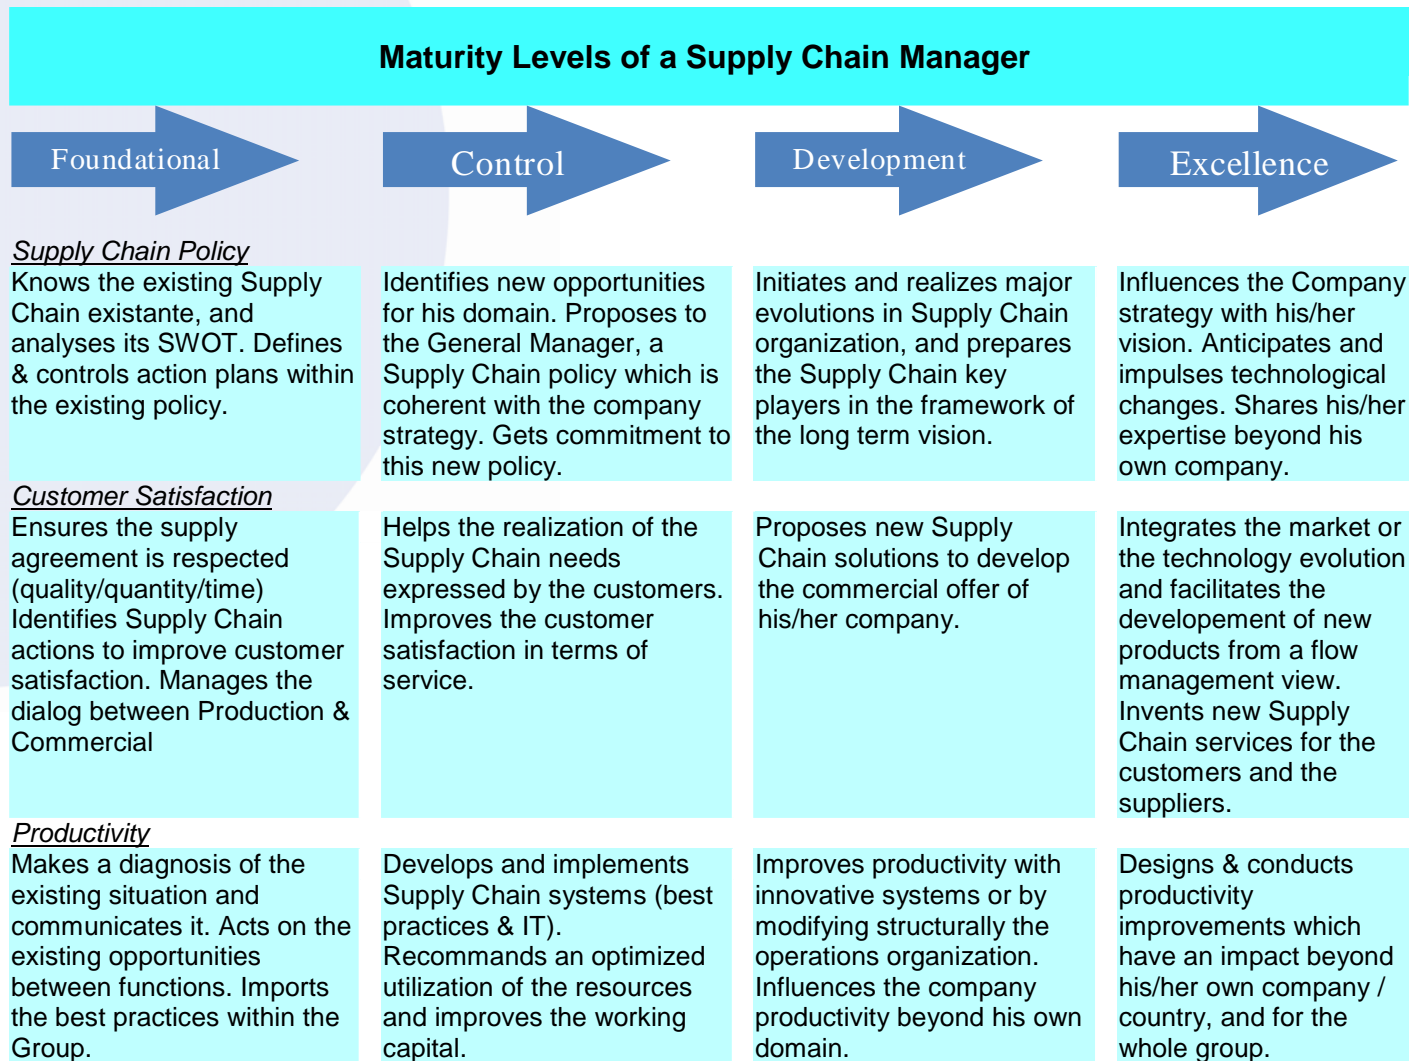 Maturity Levels of a Supply Chain Manager
Foundational
Control
Development
Excellence
Supply Chain Policy
Knows the existing Supply
Chain existante, and
analyses its SWOT. Defines
& controls action plans within
the existing policy.
Identifies new opportunities
for his domain. Proposes to
the General Manager, a
Supply Chain policy which is
coherent with the company
strategy. Gets commitment to
this new policy.
Initiates and realizes major
evolutions in Supply Chain
organization, and prepares
the Supply Chain key
players in the framework of
the long term vision.
Influences the Company
strategy with his/her
vision. Anticipates and
impulses technological
changes. Shares his/her
expertise beyond his
own company.
Customer Satisfaction
Ensures the supply
agreement is respected
(quality/quantity/time)
Identifies Supply Chain
actions to improve customer
satisfaction. Manages the
dialog between Production &
Commercial
Helps the realization of the
Supply Chain needs
expressed by the customers.
Improves the customer
satisfaction in terms of
service.
Proposes new Supply
Chain solutions to develop
the commercial offer of
his/her company.
Integrates the market or
the technology evolution
and facilitates the
developement of new
products from a flow
management view.
Invents new Supply
Chain services for the
customers and the
suppliers.
Productivity
Makes a diagnosis of the
existing situation and
communicates it. Acts on the
existing opportunities
between functions. Imports
the best practices within the
Group.
Develops and implements
Supply Chain systems (best
practices & IT).
Recommands an optimized
utilization of the resources
and improves the working
capital.
Improves productivity with
innovative systems or by
modifying structurally the
operations organization.
Influences the company
productivity beyond his own
domain.
Designs & conducts
productivity
improvements which
have an impact beyond
his/her own company /
country, and for the
whole group.